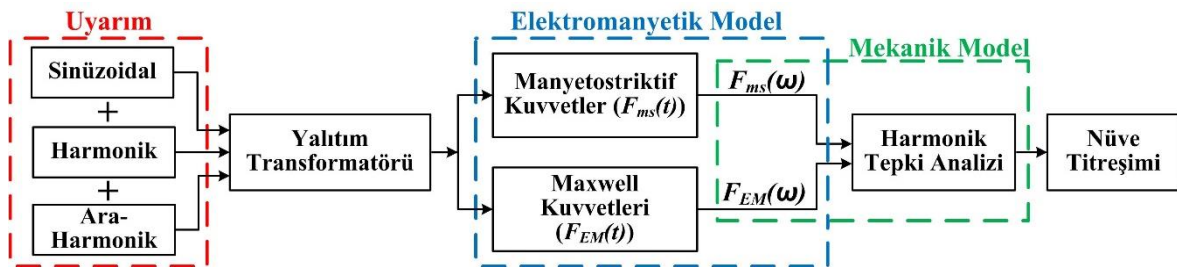 Uyarım
Sinüzoidal
+
Harmonik
+
Ara-
Harmonik
Yalıtım
Transformatörü
Elektromanyetik Model
Manyetostriktif
Kuvvetler (Fms(t))
Maxwell
Kuvvetleri
(FEM(t))
Mekanik Model
Fms(ω)
FEM(ω)
Harmonik
Tepki Analizi
Nüve
Titreşimi